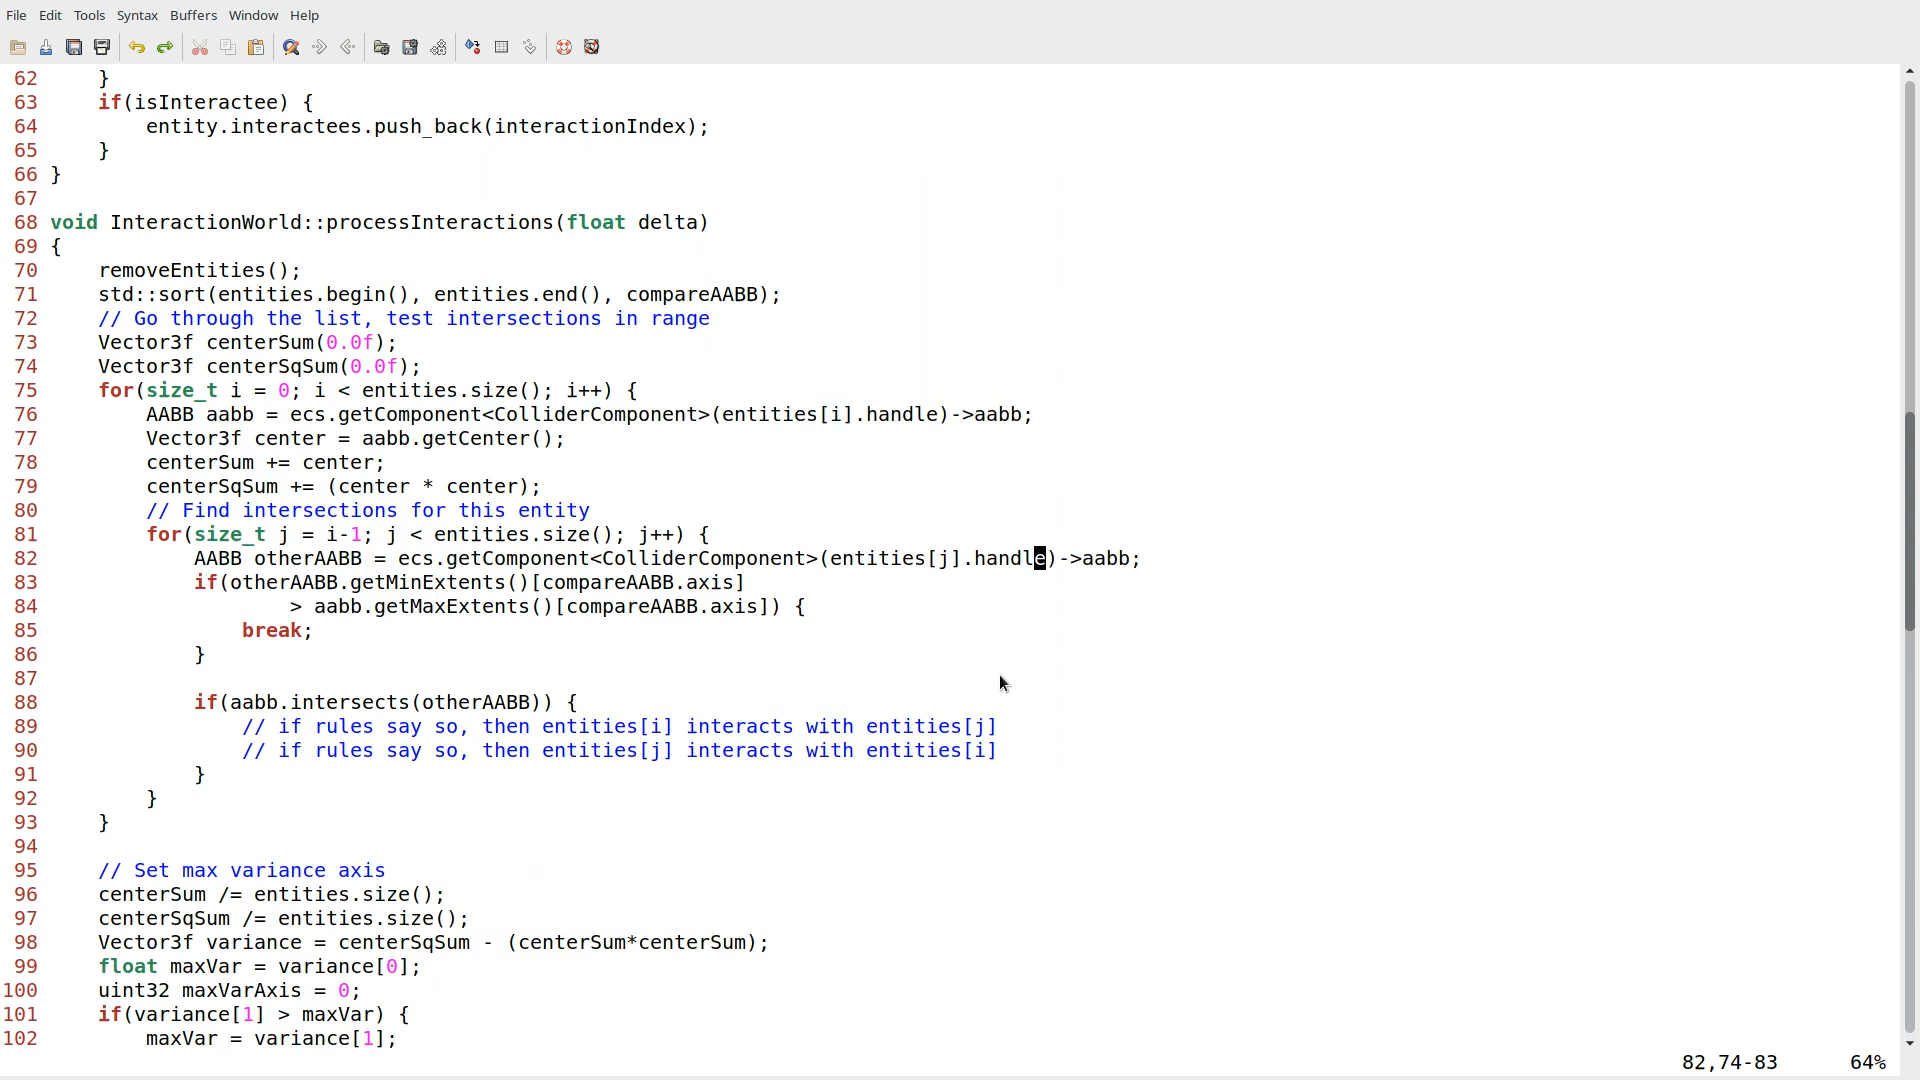 File Edit Tools Syntax Buffers Window Help
62     }
63     if(isInteractee) {
64         entity.interactees.push_back(interactionIndex);
65     }
66 }
67
68 void InteractionWorld::processInteractions(float delta)
69 {
70     removeEntities();
71     std::sort(entities.begin(), entities.end(), compareAABB);
72     // Go through the list, test intersections in range
73     Vector3f centerSum(0.0f);
74     Vector3f centerSqSum(0.0f);
75     for(size_t i = 0; i < entities.size(); i++) {
76         AABB aabb = ecs.getComponent<ColliderComponent>(entities[i].handle)->aabb;
77         Vector3f center = aabb.getCenter();
78         centerSum += center;
79         centerSqSum += (center * center);
80         // Find intersections for this entity
81         for(size_t j = i-1; j < entities.size(); j++) {
82             AABB otherAABB = ecs.getComponent<ColliderComponent>(entities[j].handle)->aabb;
83             if(otherAABB.getMinExtents()[compareAABB.axis]
84                     > aabb.getMaxExtents()[compareAABB.axis]) {
85                 break;
86             }
87
88             if(aabb.intersects(otherAABB)) {
89                 // if rules say so, then entities[i] interacts with entities[j]
90                 // if rules say so, then entities[j] interacts with entities[i]
91             }
92         }
93     }
94
95     // Set max variance axis
96     centerSum /= entities.size();
97     centerSqSum /= entities.size();
98     Vector3f variance = centerSqSum - (centerSum*centerSum);
99     float maxVar = variance[0];
100     uint32 maxVarAxis = 0;
101     if(variance[1] > maxVar) {
102         maxVar = variance[1];
82,74-83 64%